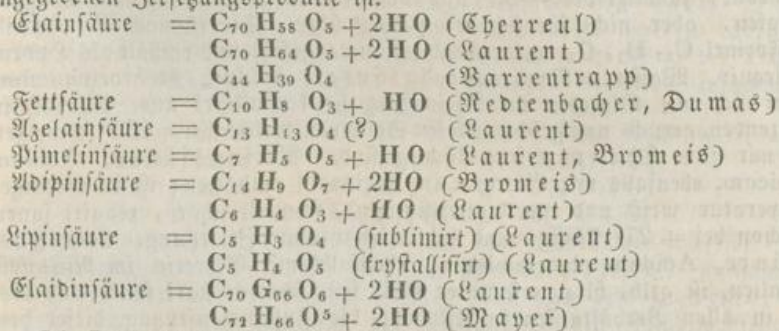 angegebenen Zersetzungsprodukte ist.
Elainsäure = C₇₀ H₅₈ O₅ + 2HO (Cherreul)
C₇₀ H₆₄ O₅ + 2HO (Laurent)
C₄₄ H₃₉ O₄ (Varrentrapp)
Fettsäure = C₁₀ H₈ O₃ + HO (Redtenbacher, Dumas)
Azelainsäure = C₁₃ H₁₃ O₄ (?) (Laurent)
Pimelinsäure = C₇ H₅ O₅ + HO (Laurent, Bromeis)
Adipinsäure = C₁₄ H₉ O₇ + 2HO (Bromeis)
C₆ H₄ O₃ + HO (Laurert)
Lipinsäure = C₅ H₃ O₄ (sublimirt) (Laurent)
C₅ H₄ O₅ (krystallisirt) (Laureut)
Elaidinsäure = C₇₀ G₆₆ O₆ + 2HO (Laurent)
C₇₂ H₆₆ O⁵ + 2HO (Mayer)